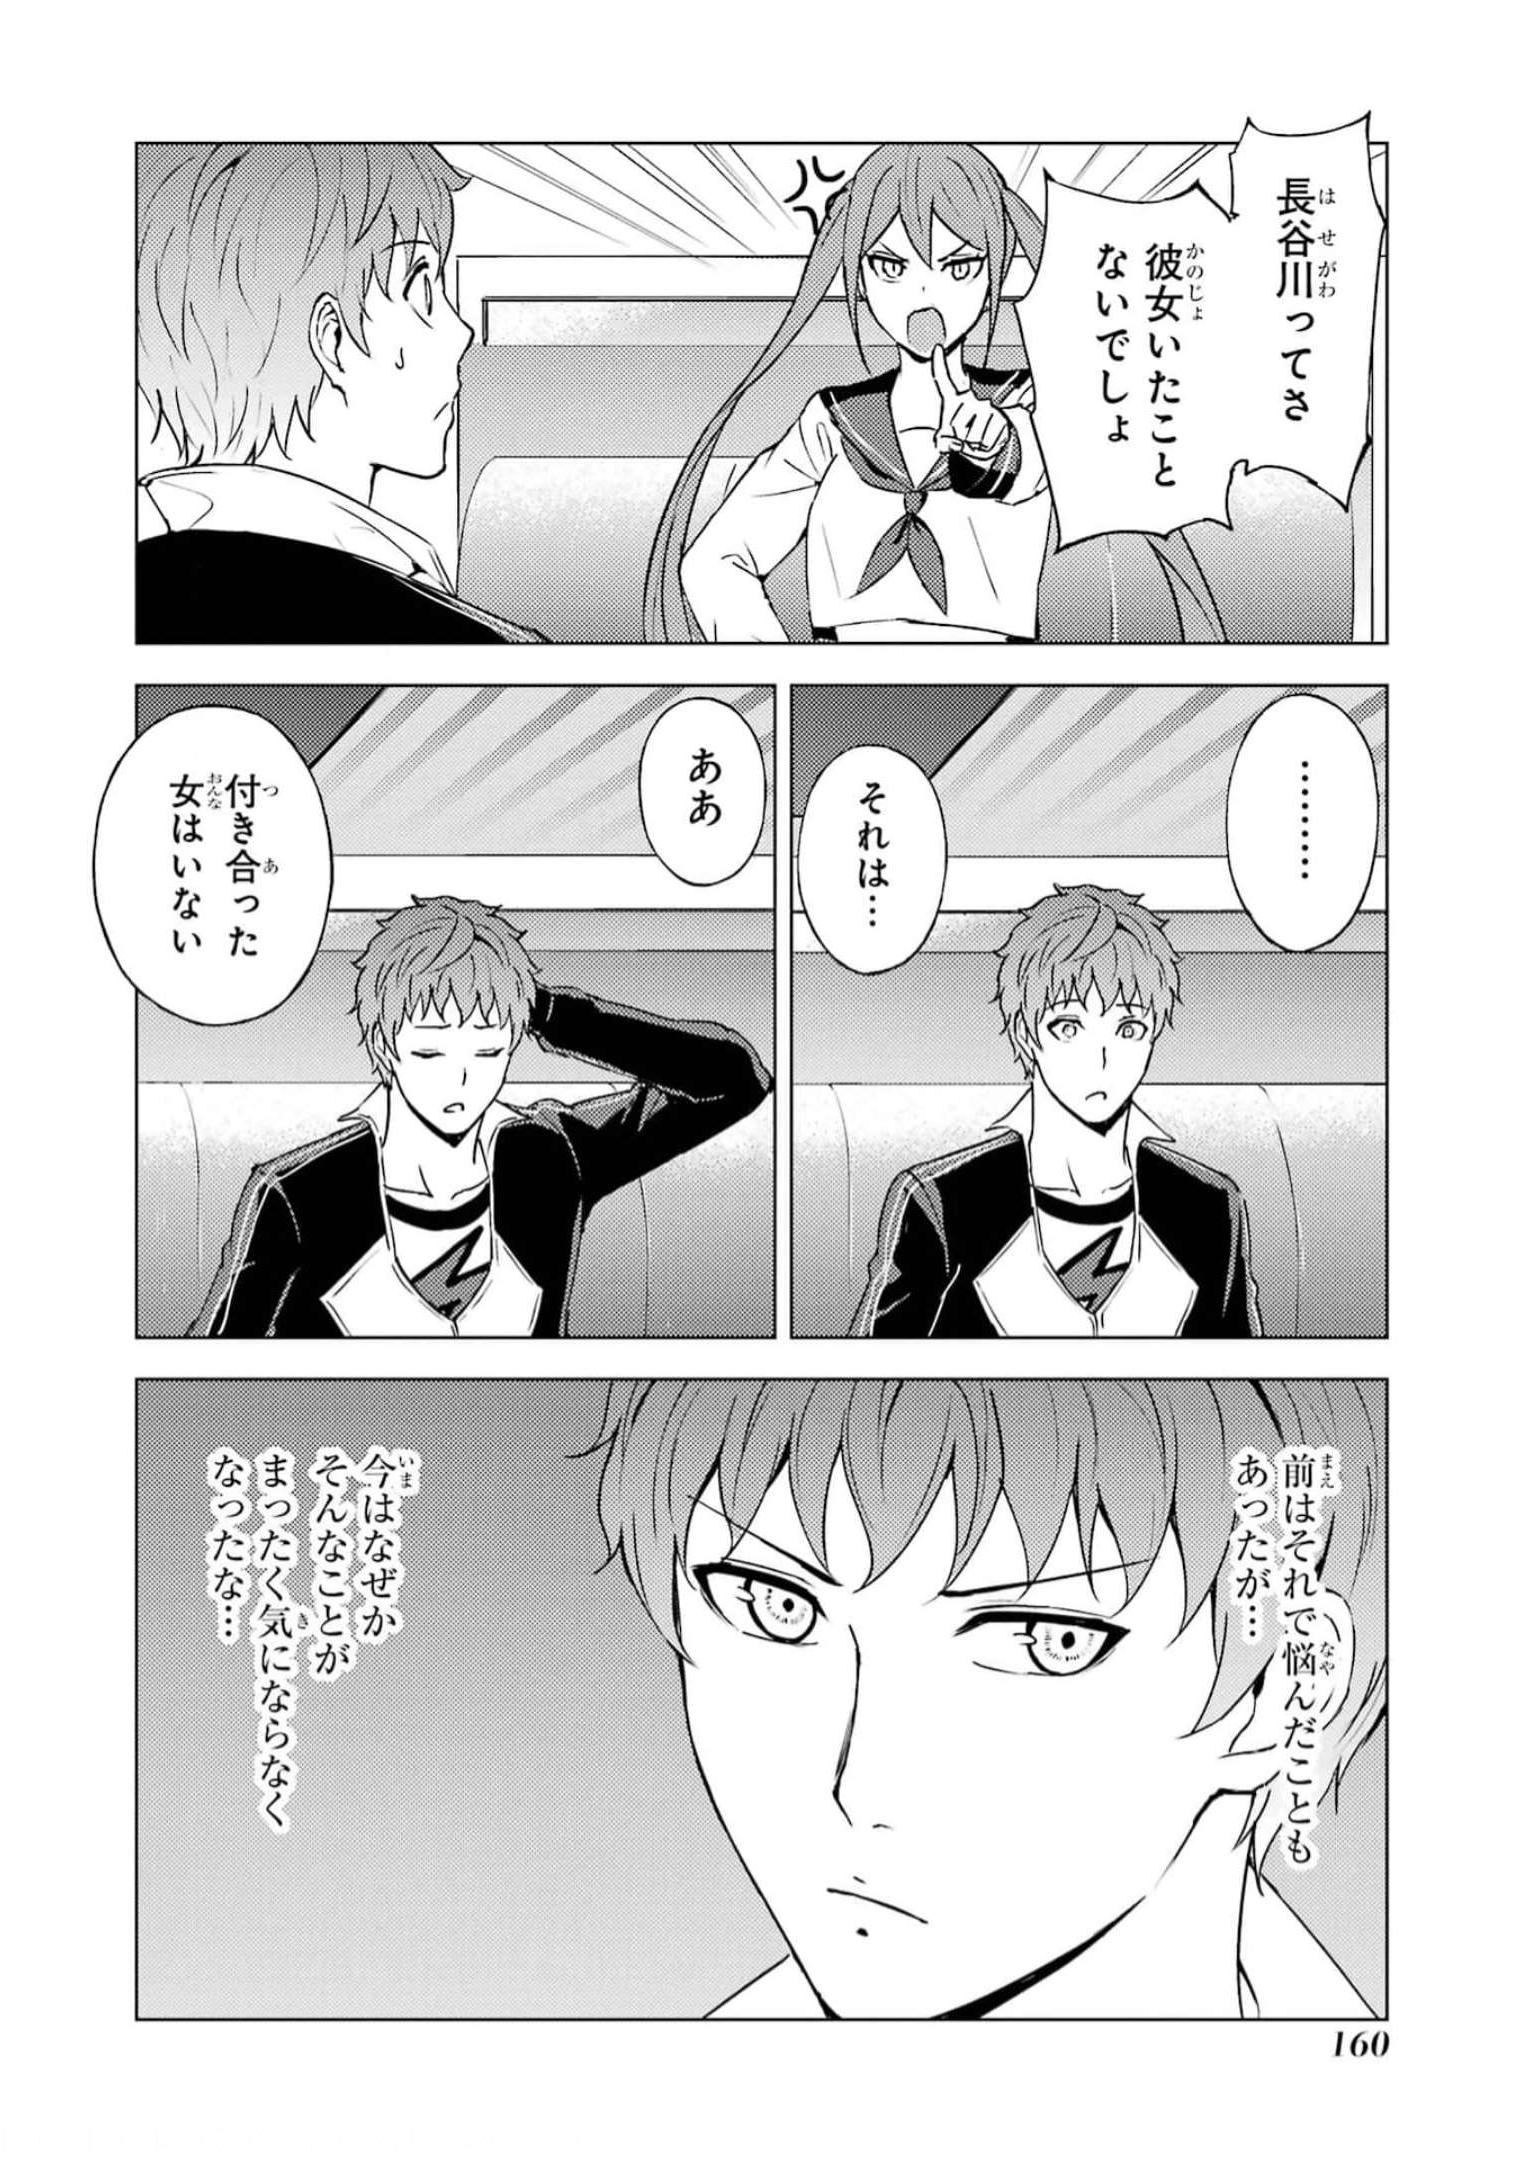 長谷川ってさ
彼女いたこと
ないでしょ
………
それは…
ああ
付き合った
女はいない
前はそれで悩んだことも
あったが…
今はなぜか
そんなことが
まったく気にならなく
なったな…
160